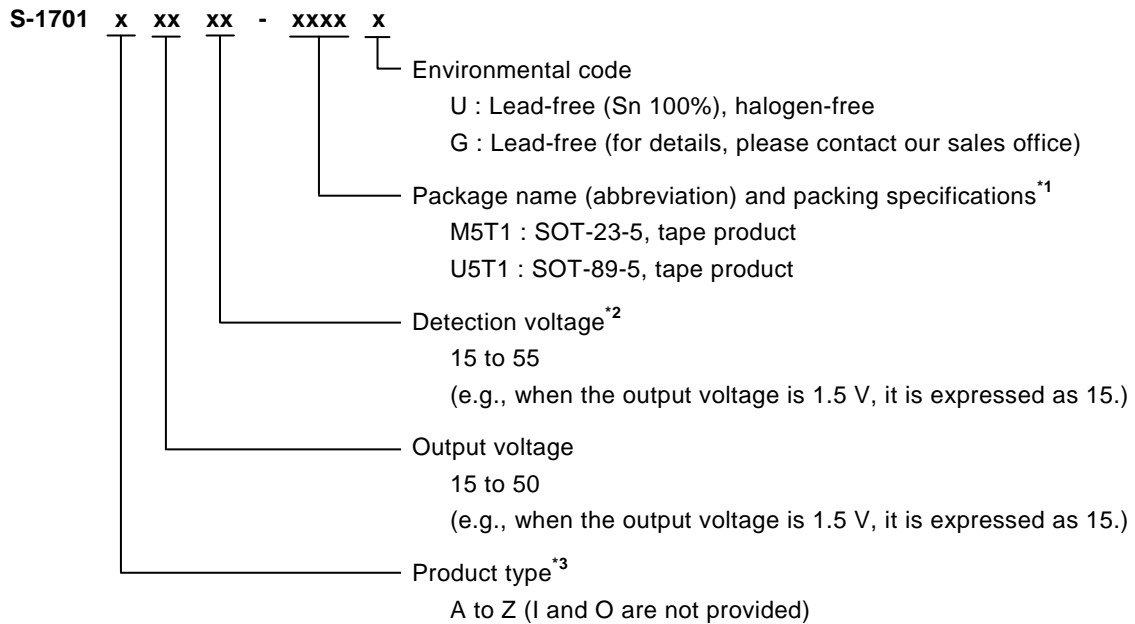 S-1701 x xx xx - xxxx x
Environmental code
U : Lead-free (Sn 100%), halogen-free
G : Lead-free (for details, please contact our sales office)
Package name (abbreviation) and packing specifications*1
M5T1 : SOT-23-5, tape product
U5T1 : SOT-89-5, tape product
Detection voltage*2
15 to 55
(e.g., when the output voltage is 1.5 V, it is expressed as 15.)
Output voltage
15 to 50
(e.g., when the output voltage is 1.5 V, it is expressed as 15.)
Product type*3
A to Z (I and O are not provided)